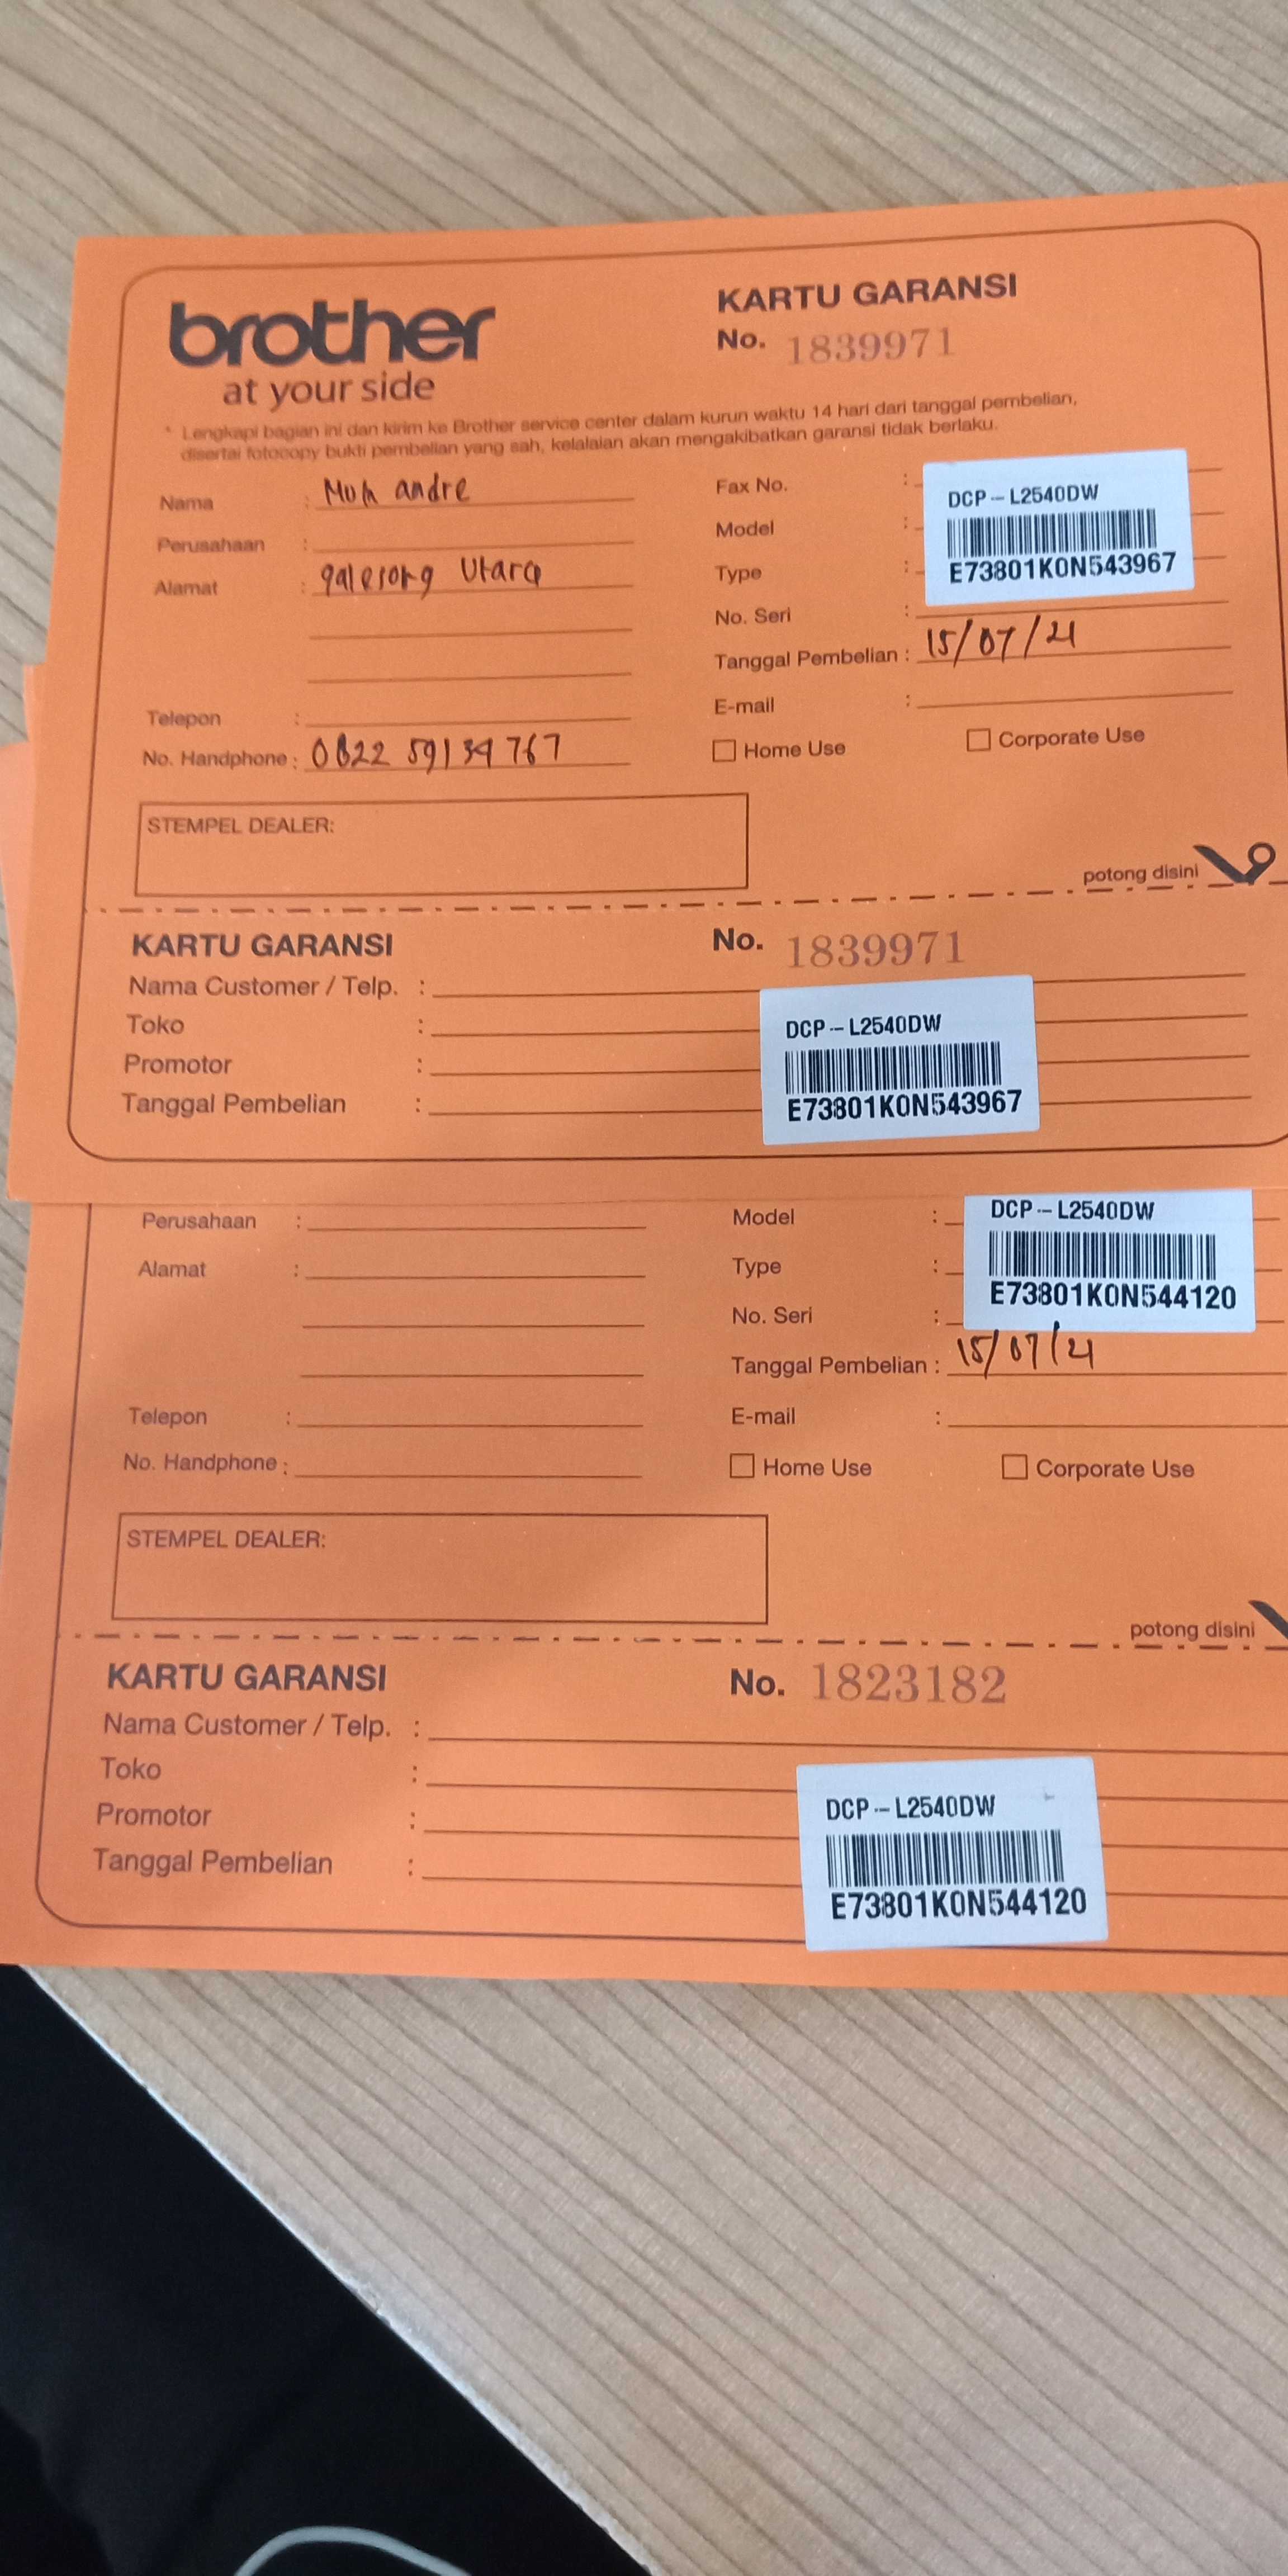 brother
at your side
KARTU GARANSI
No. 1839971
* Lengkapi bagian ini dan kirim ke Brother service center dalam kurun waktu 14 hari dari tanggal pembelian,
disertai fotocopy bukti pembelian yang sah, kelalaian akan mengakibatkan garansi tidak berlaku.
Nama : Muh andre
Perusahaan :
Alamat : galesong Utara
Telepon :
No. Handphone : 0822 59134 767
Fax No. :
Model :
Type :
No. Seri :
DCP-L2540DW
E73801K0N543967
Tanggal Pembelian : 15/07/21
E-mail :
Home Use
Corporate Use
STEMPEL DEALER:
potong disini
KARTU GARANSI
No. 1839971
Nama Customer / Telp. :
Toko :
Promotor :
Tanggal Pembelian :
DCP-L2540DW
E73801K0N543967
Perusahaan :
Alamat :
Telepon :
No. Handphone :
Model :
Type :
No. Seri :
DCP-L2540DW
E73801K0N544120
Tanggal Pembelian : 15/07/21
E-mail :
Home Use
Corporate Use
STEMPEL DEALER:
potong disini
KARTU GARANSI
No. 1823182
Nama Customer / Telp. :
Toko :
Promotor :
Tanggal Pembelian :
DCP-L2540DW
E73801K0N544120